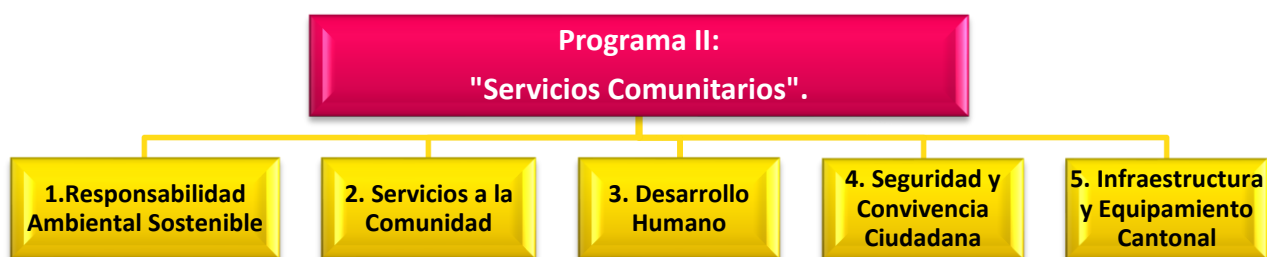 Programa II:
"Servicios Comunitarios".
1.Responsabilidad
Ambiental Sostenible
2. Servicios a la
Comunidad
3. Desarrollo
Humano
4. Seguridad y
Convivencia
Ciudadana
5. Infraestructura
y Equipamiento
Cantonal